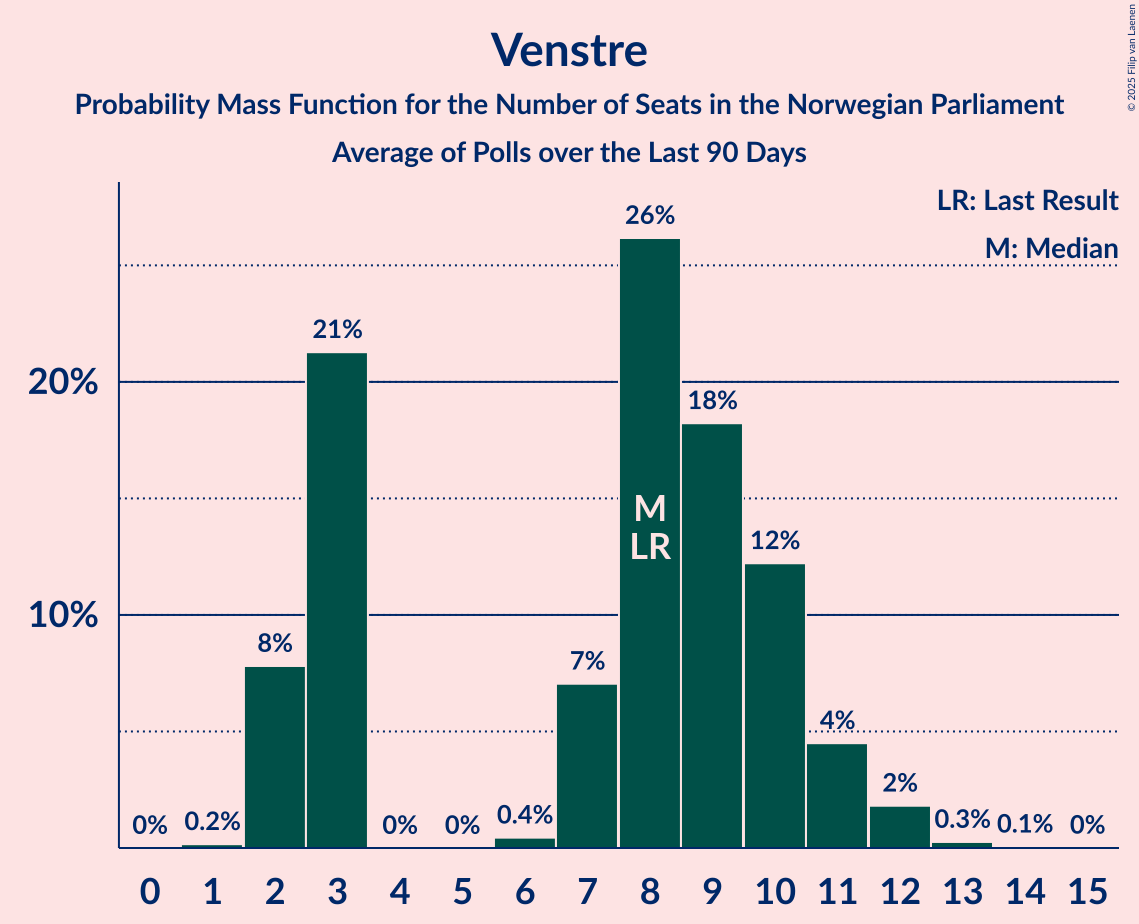 Venstre
Probability Mass Function for the Number of Seats in the Norwegian Parliament
Average of Polls over the Last 90 Days
© 2025 Filip van Laenen
LR: Last Result
M: Median
20%
10%
0%
0.2%
8%
21%
0%
0%
0.4%
7%
26%
18%
12%
4%
2%
0.3%
0.1%
0%
M
LR
0 1 2 3 4 5 6 7 8 9 10 11 12 13 14 15